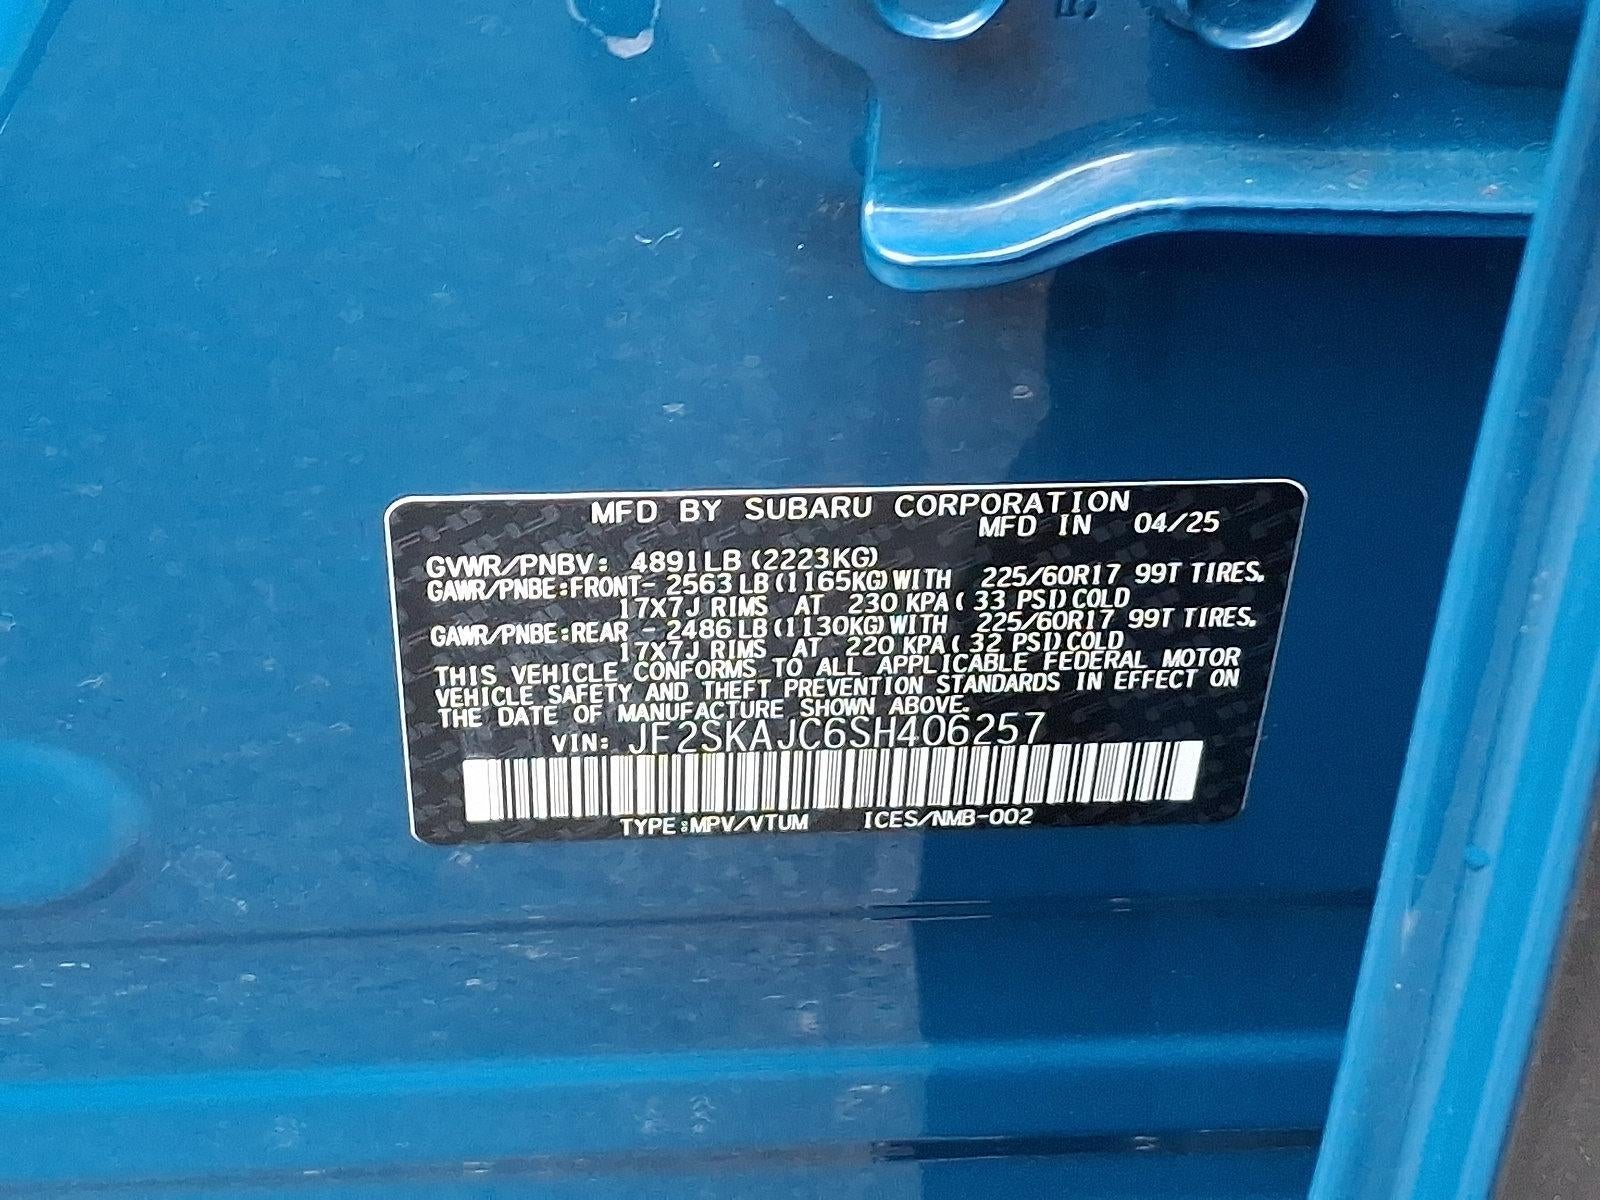 MFD BY SUBARU CORPORATION
MFD IN 04/25
GVWR/PNBV: 4891LB(2223KG)
GAWR/PNBE:FRONT- 2563LB(1165KG)WITH 225/60R17 99T TIRES.
17X7J RIMS AT 230 KPA( 33 PSI)COLD
GAWR/PNBE:REAR - 2486LB(1130KG)WITH 225/60R17 99T TIRES.
17X7J RIMS AT 220 KPA( 32 PSI)COLD
THIS VEHICLE CONFORMS TO ALL APPLICABLE FEDERAL MOTOR
VEHICLE SAFETY AND THEFT PREVENTION STANDARDS IN EFFECT ON
THE DATE OF MANUFACTURE SHOWN ABOVE.
VIN: JF2SKAJC6SH406257
TYPE:MPV/VTUM ICES/NMB-002